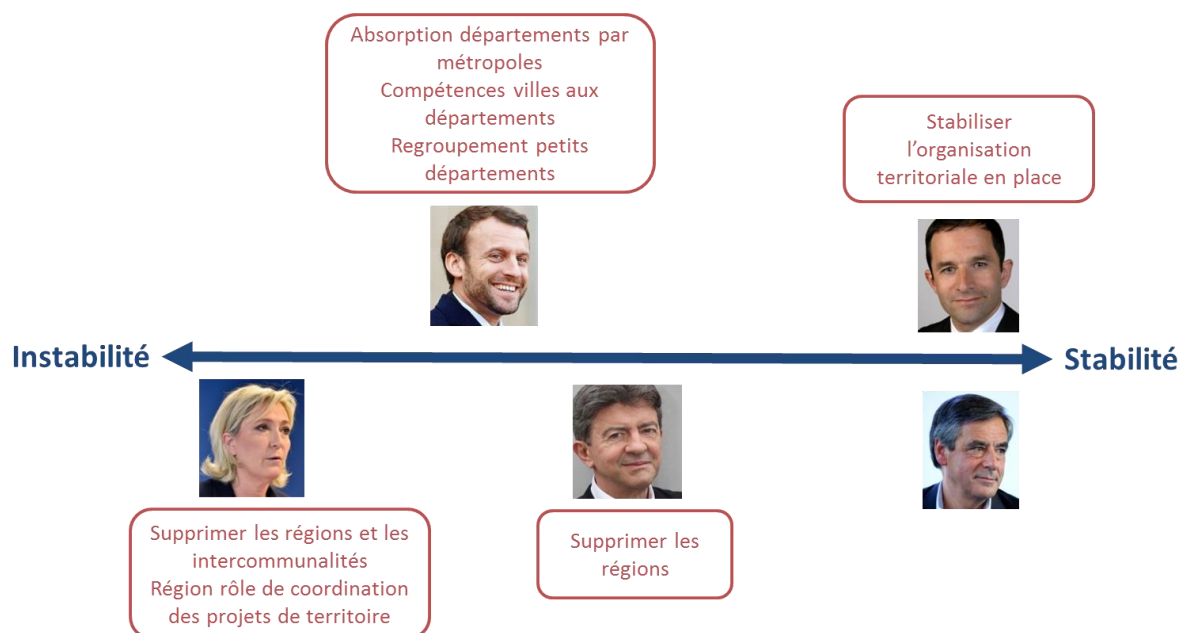 Absorption départements par
métropoles
Compétences villes aux
départements
Regroupement petits
départements
Stabiliser
l’organisation
territoriale en place
Instabilité
Stabilité
Supprimer les régions et les
intercommunalités
Région rôle de coordination
des projets de territoire
Supprimer les
régions